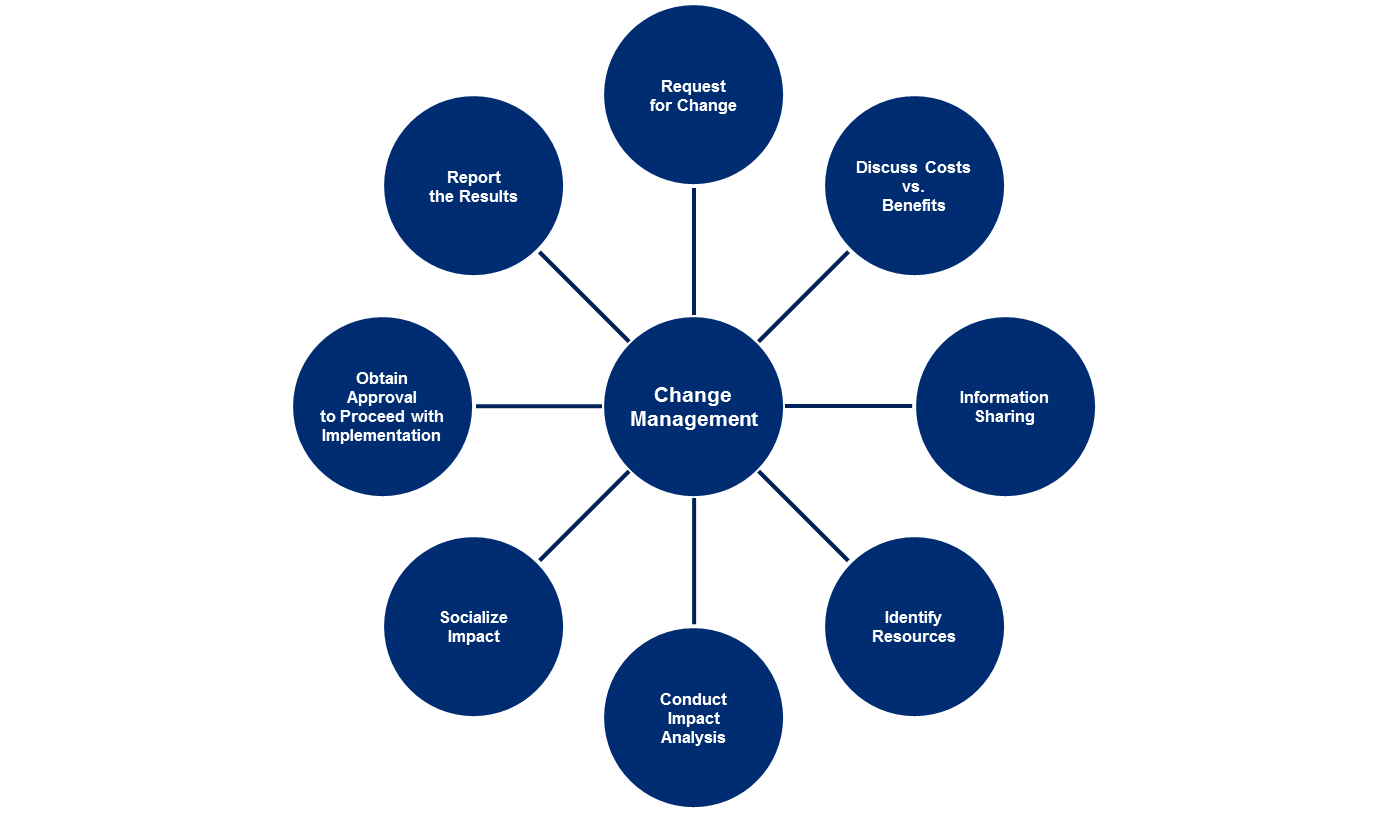 Request
for Change
Discuss Costs
vs.
Benefits
Information
Sharing
Identify
Resources
Conduct
Impact
Analysis
Socialize
Impact
Obtain
Approval
to Proceed with
Implementation
Report
the Results
Change
Management